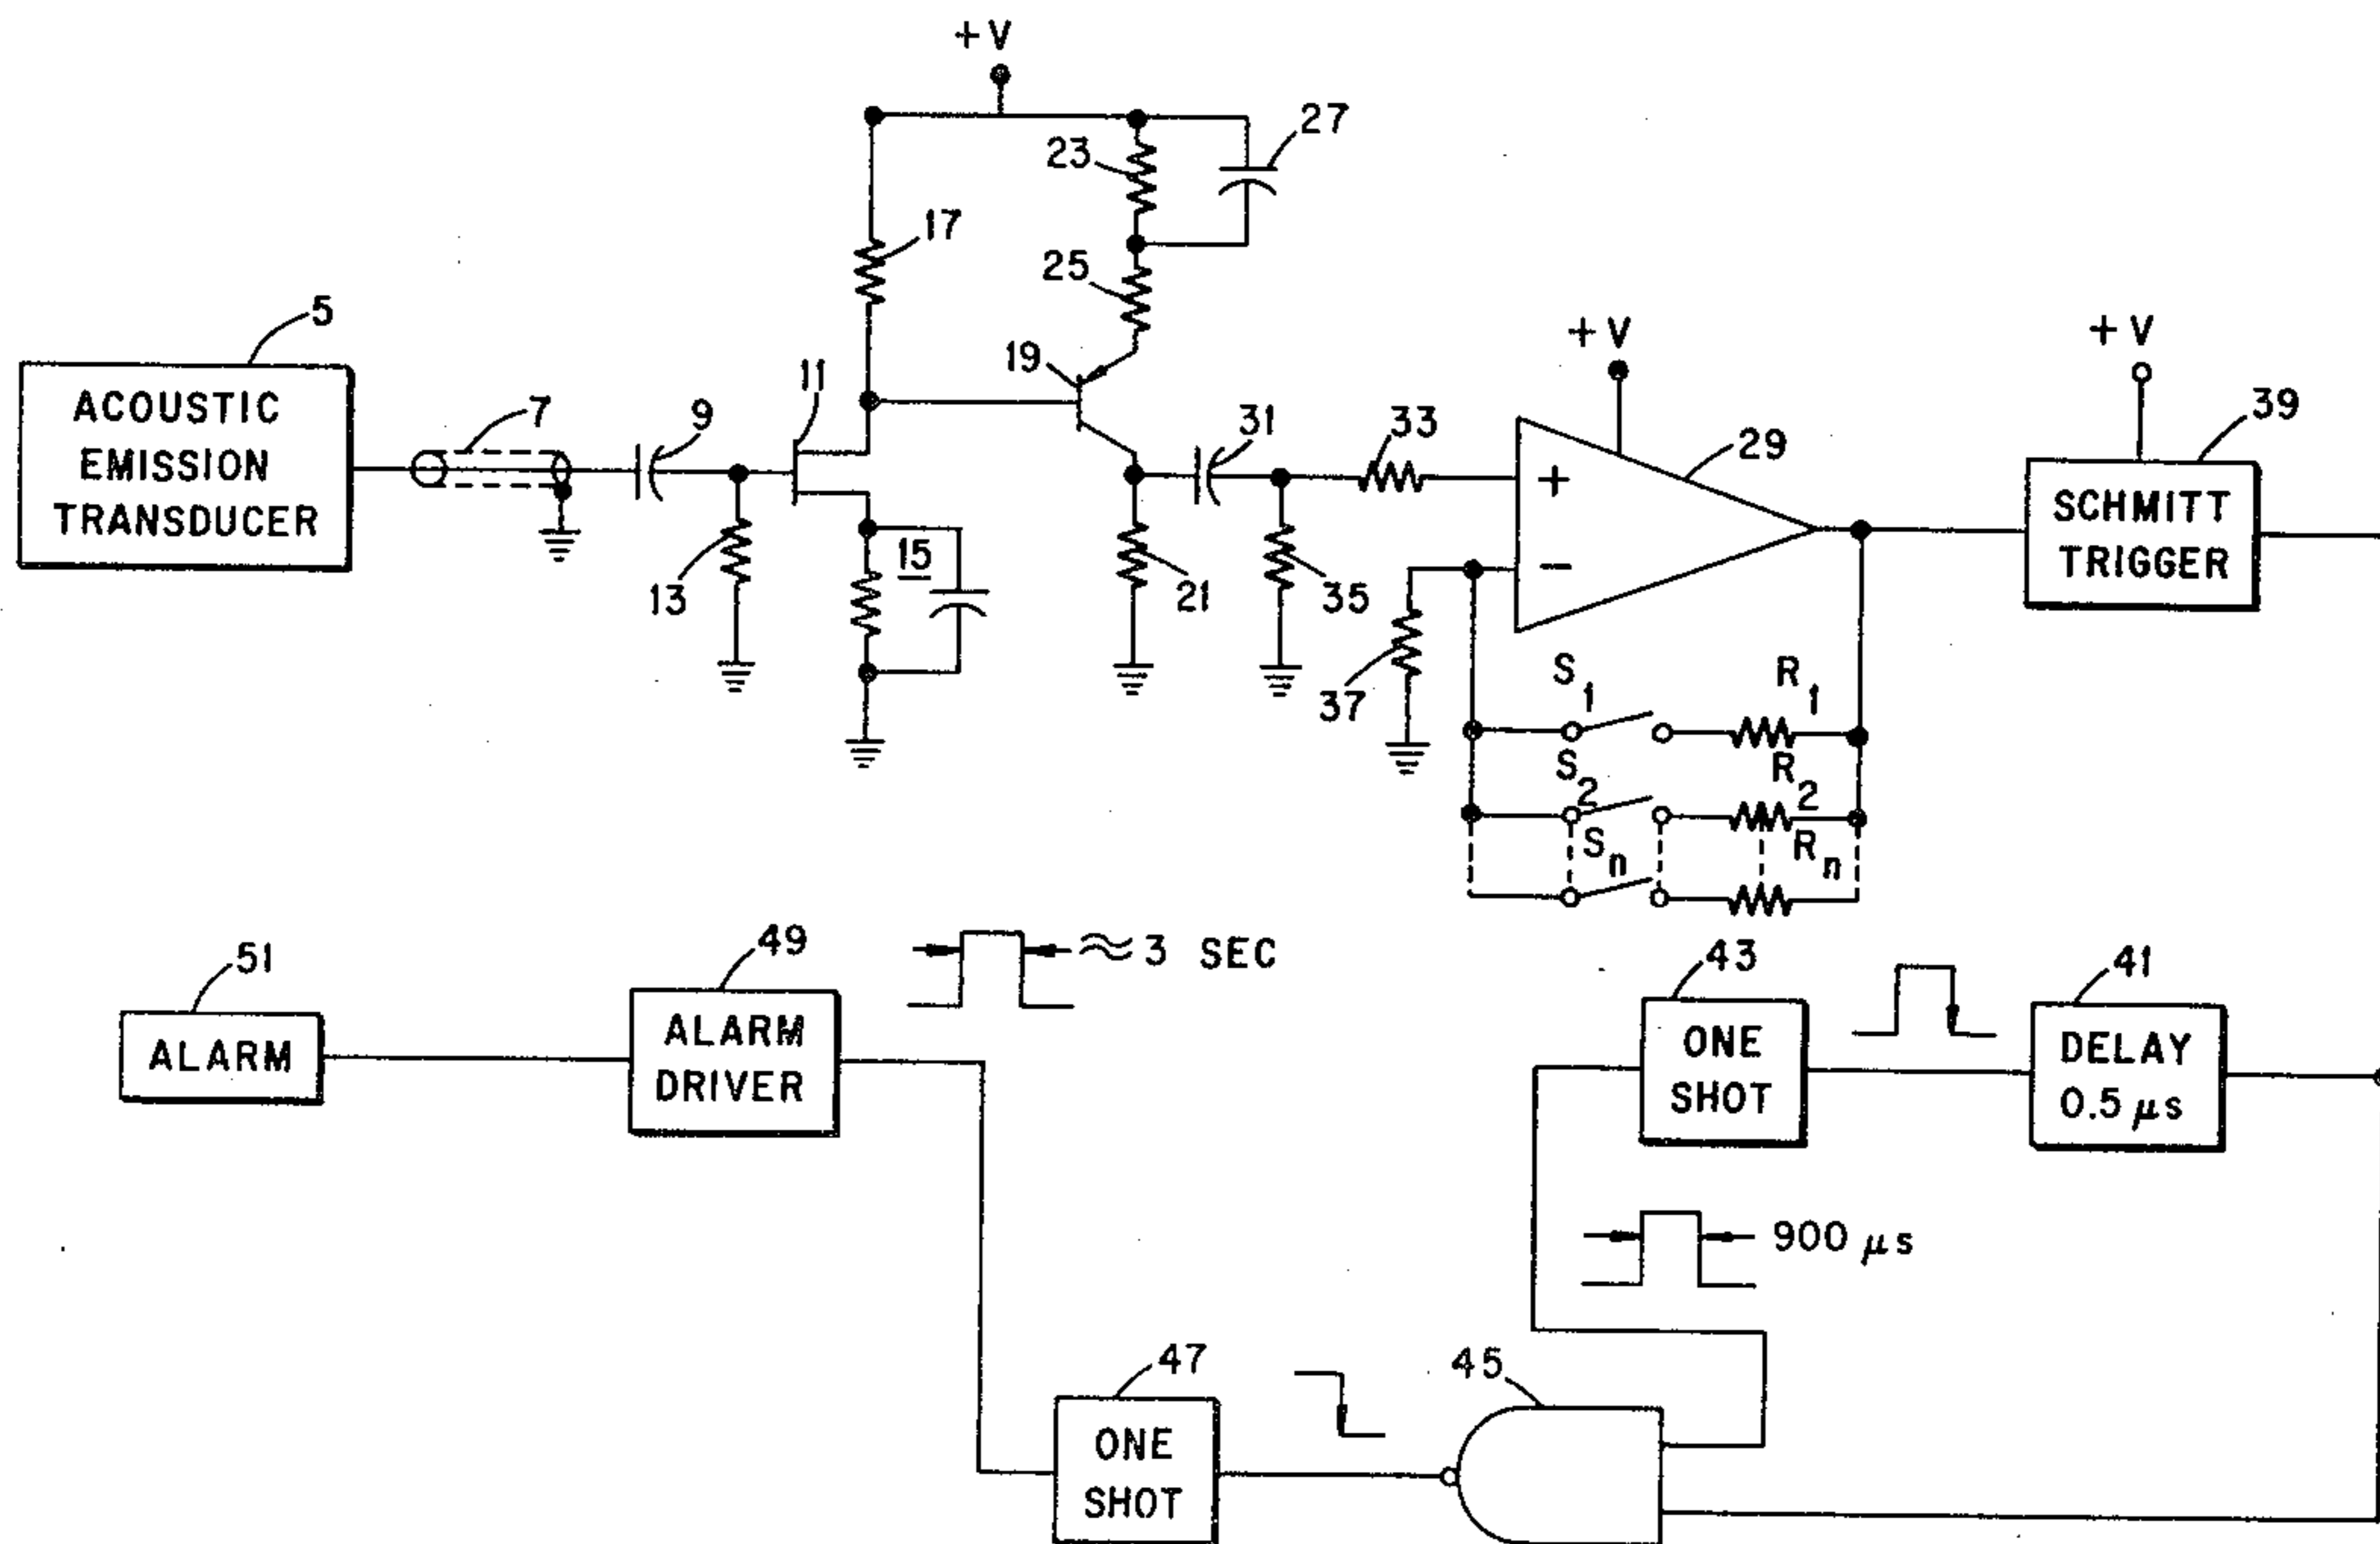 +V
27
23
17
25
5
19
+V
+V
11
ACOUSTIC
EMISSION
TRANSDUCER
7
9
31
33
29
39
+
SCHMITT
TRIGGER
15
−
13
21
35
37
S1
R1
S2
R2
Sn
Rn
51
49
≈3 SEC
43
41
ALARM
ALARM
DRIVER
ONE
SHOT
DELAY
0.5 μs
900 μs
47
45
ONE
SHOT